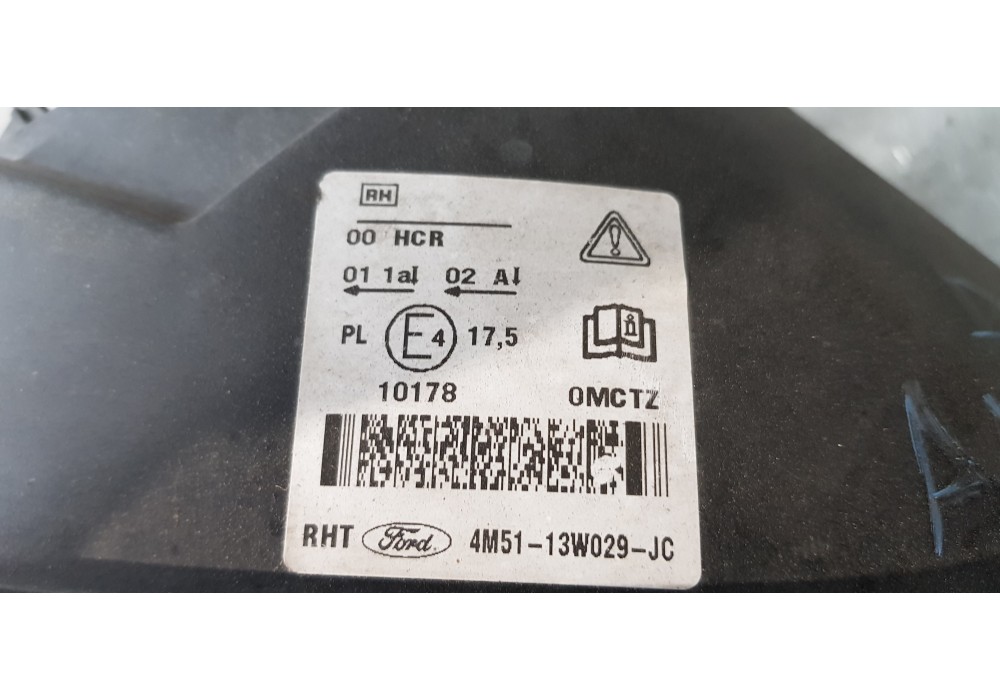 RH
00 HCR
01 1a 02 A
PL E4 17,5
10178 0MCTZ
RHT Ford 4M51-13W029-JC